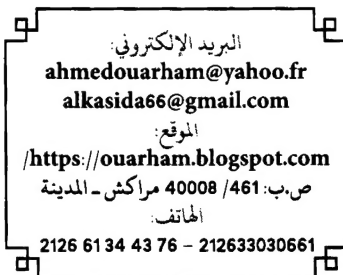 البريد الإلكتروني:
ahmedouarham@yahoo.fr
alkasida66@gmail.com
الموقع:
https://ouarham.blogspot.com/
ص.ب: 461/ 40008 مراكش - المدينة
الهاتف:
2126 61 34 43 76 – 212633030661